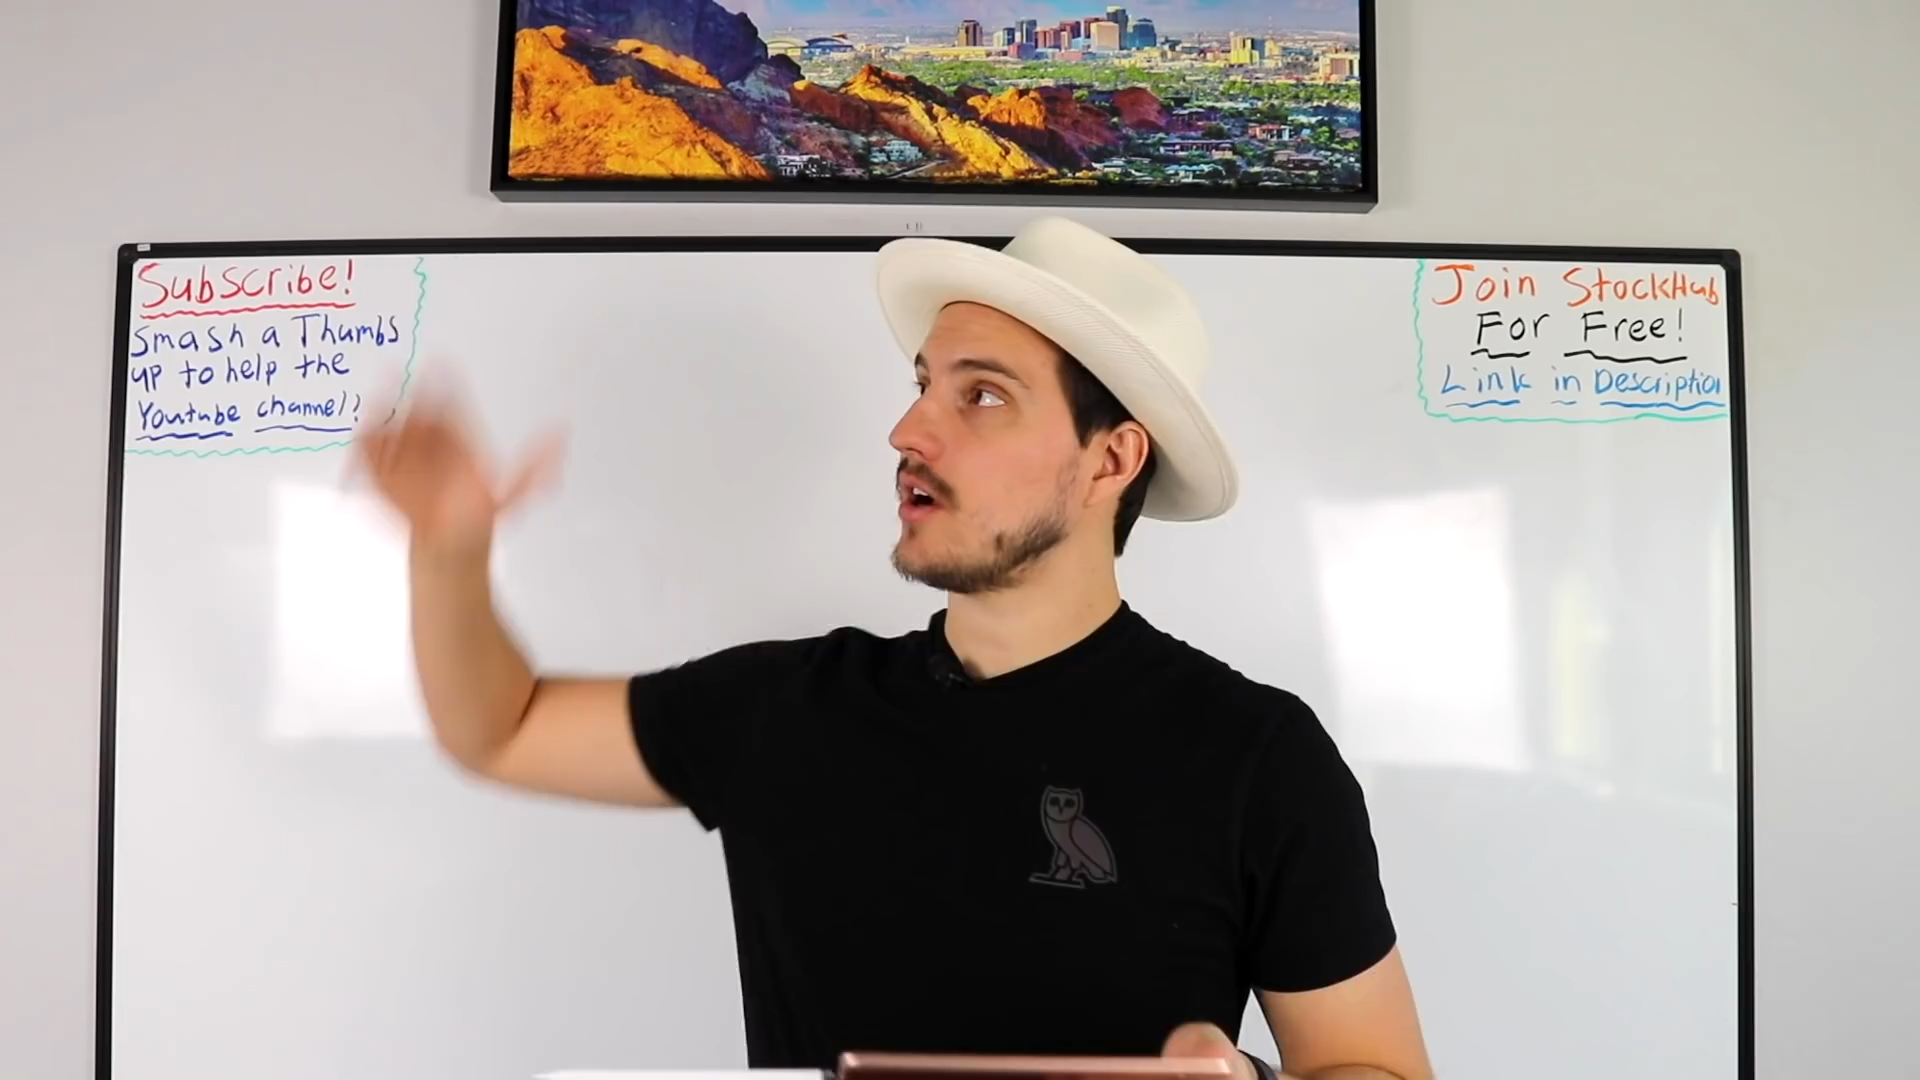 Subscribe!
Smash a Thumbs
up to help the
Youtube channel!
Join StockHub
For Free!
Link in Description